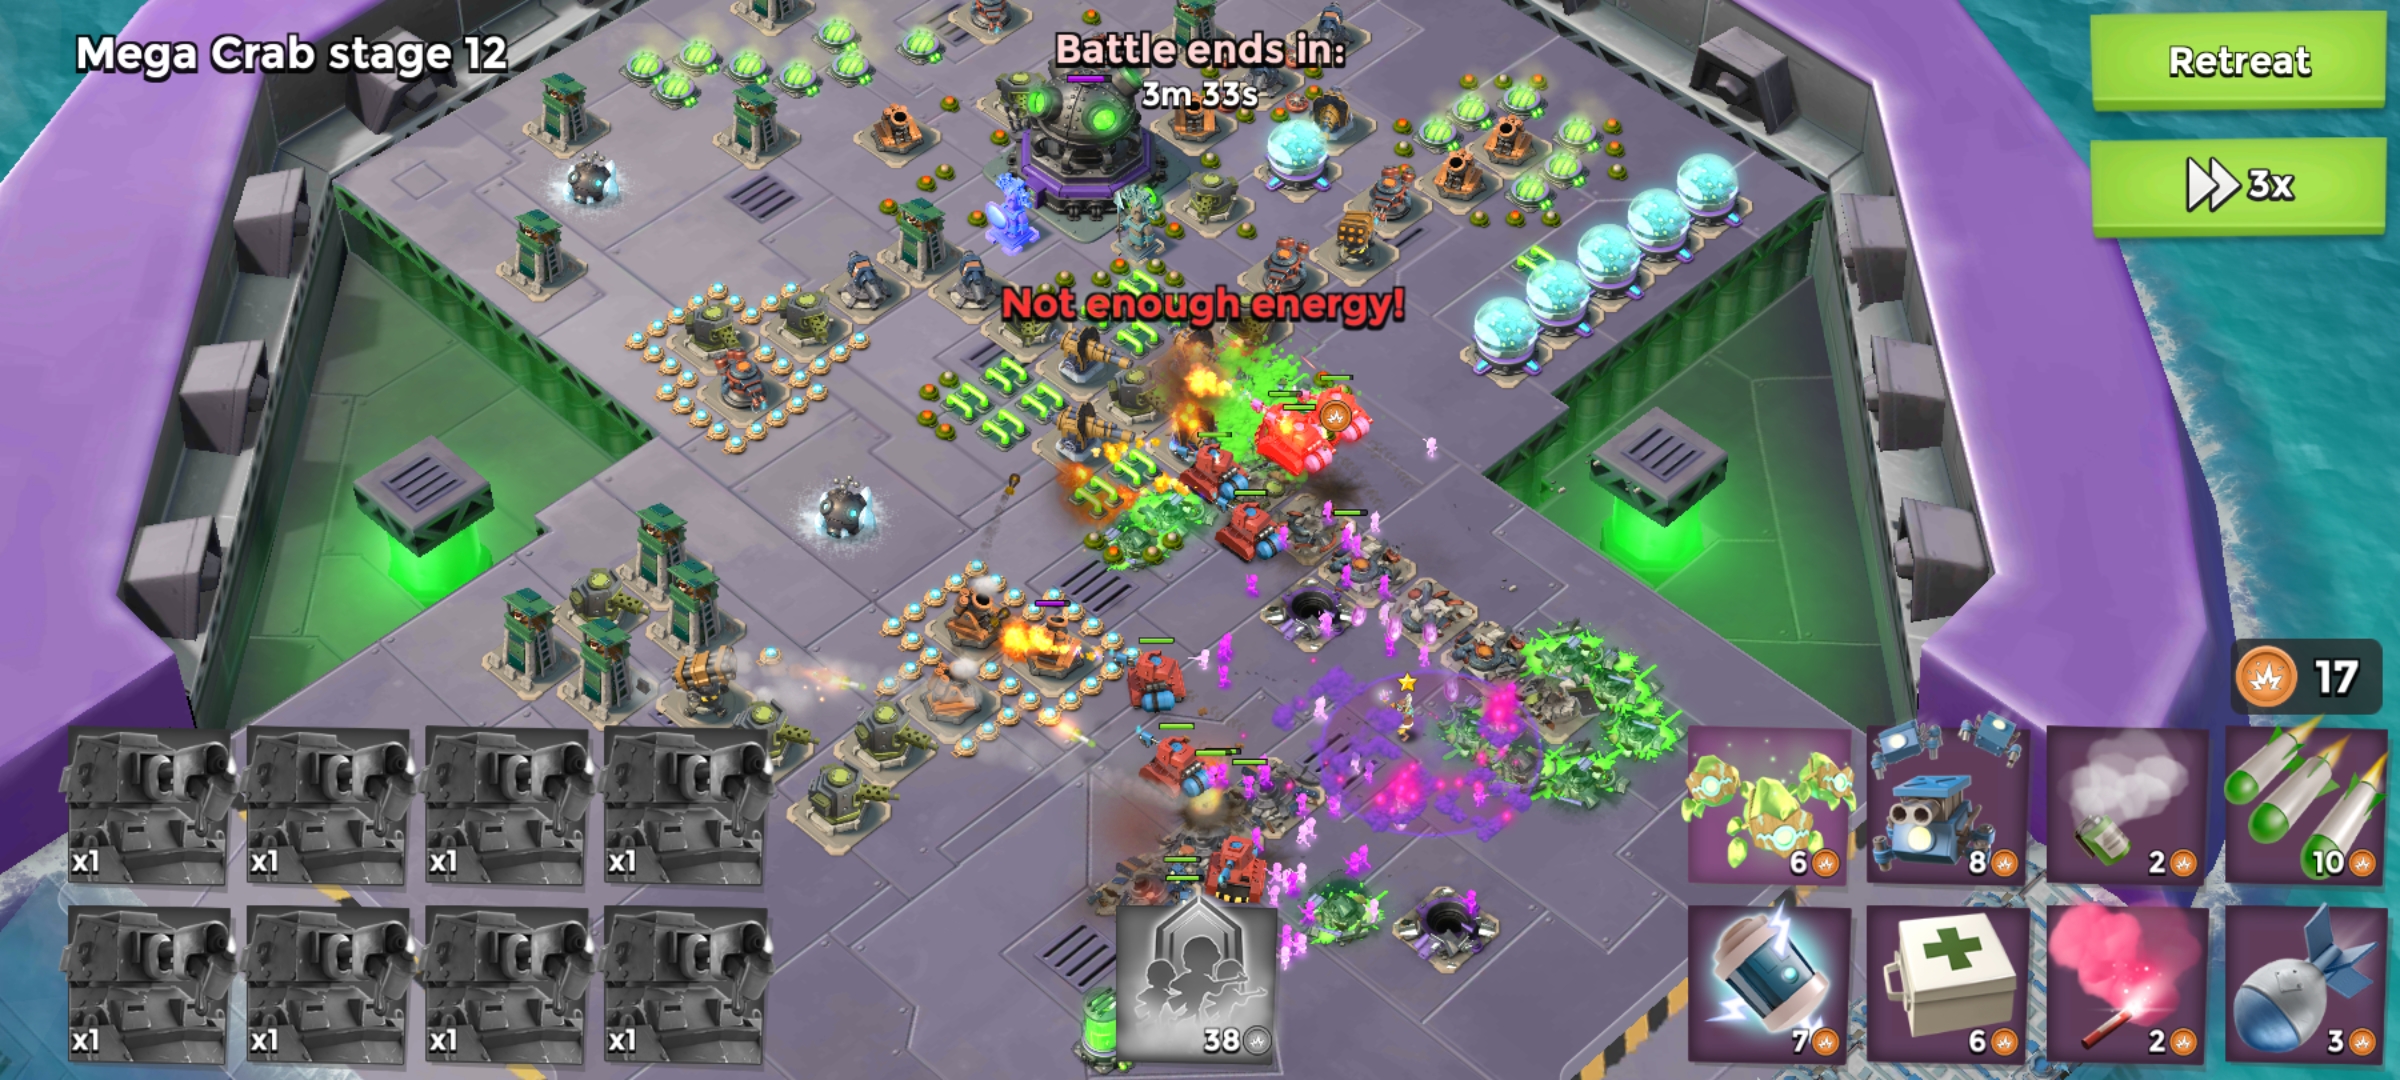 Mega Crab stage 12
Battle ends in:
3m 33s
Retreat
3x
Not enough energy!
17
x1 x1 x1 x1
6 8 2 10
x1 x1 x1 x1
38
7 6 2 3